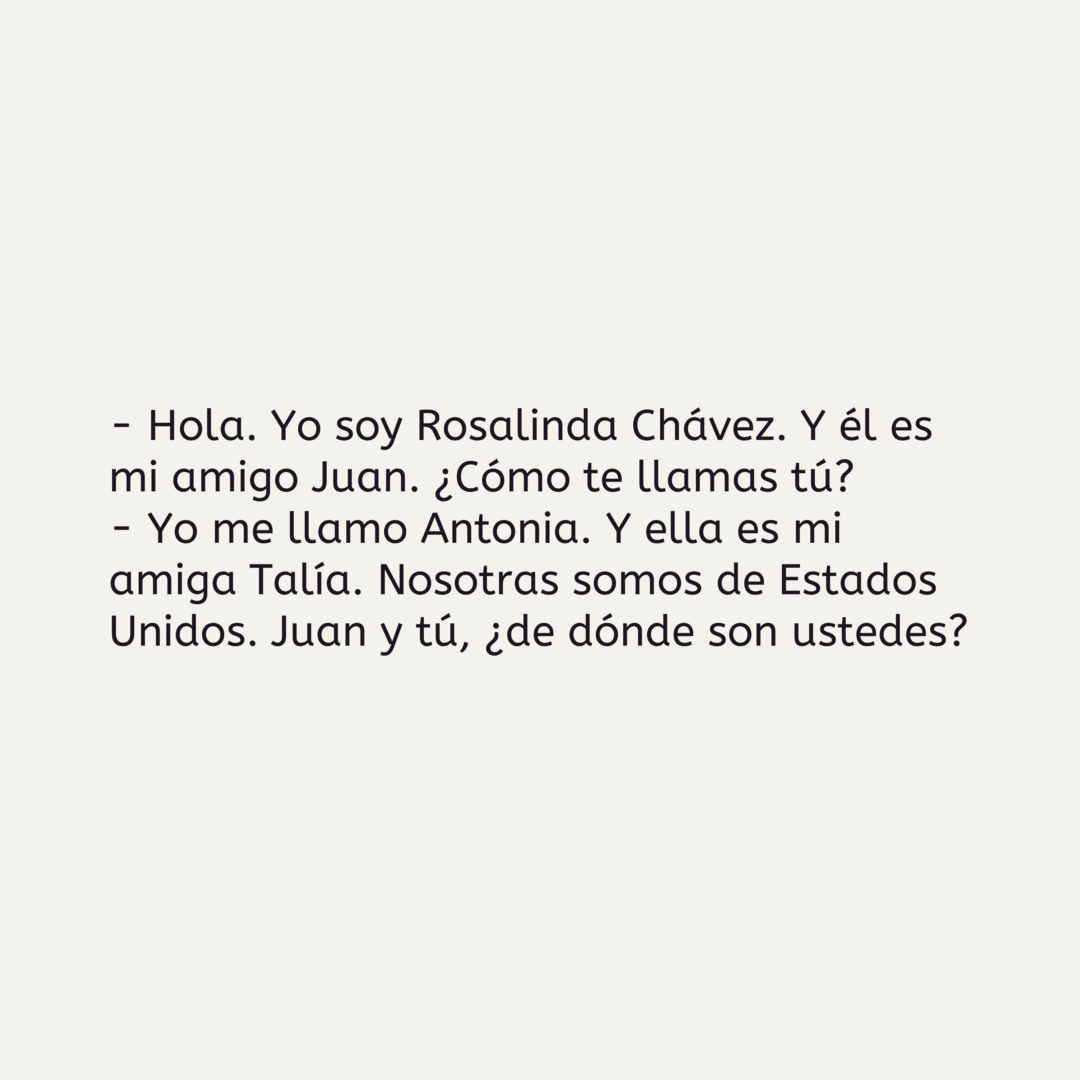 - Hola. Yo soy Rosalinda Chávez. Y él es
mi amigo Juan. ¿Cómo te llamas tú?
- Yo me llamo Antonia. Y ella es mi
amiga Talía. Nosotras somos de Estados
Unidos. Juan y tú, ¿de dónde son ustedes?